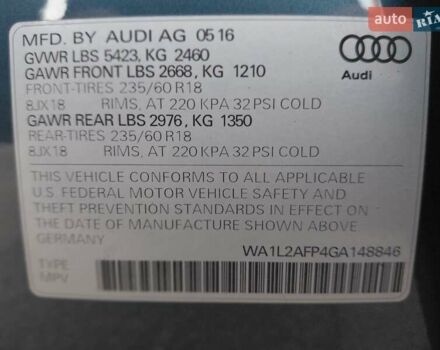 AUTO RIA
MFD. BY AUDI AG 05 16
GVWR LBS 5423, KG 2460
GAWR FRONT LBS 2668, KG 1210
FRONT-TIRES 235/60 R18
8JX18 RIMS, AT 220 KPA 32 PSI COLD
GAWR REAR LBS 2976, KG 1350
REAR-TIRES 235/60 R18
8JX18 RIMS, AT 220 KPA 32 PSI COLD
Audi
THIS VEHICLE CONFORMS TO ALL APPLICABLE
U.S. FEDERAL MOTOR VEHICLE SAFETY AND
THEFT PREVENTION STANDARDS IN EFFECT ON
THE DATE OF MANUFACTURE SHOWN ABOVE
GERMANY
WA1L2AFP4GA148846
TYPE
MPV